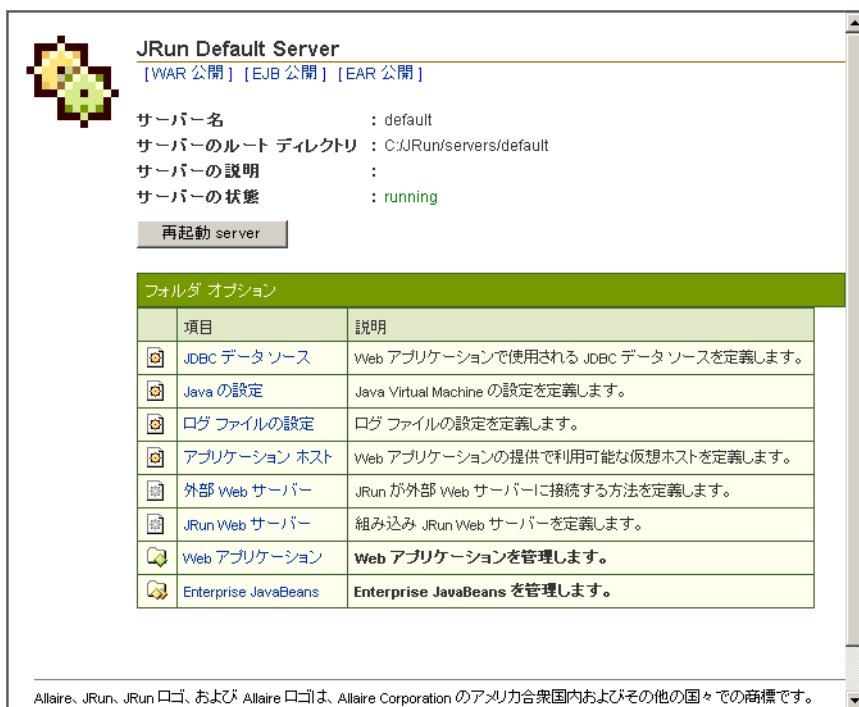 JRun Default Server
[WAR 公開] [EJB 公開] [EAR 公開]
サーバー名 : default
サーバーのルート ディレクトリ : C:/JRun/servers/default
サーバーの説明 :
サーバーの状態 : running
再起動 server
フォルダ オプション
項目 説明
JDBC データ ソース Web アプリケーションで使用される JDBC データ ソースを定義します。
Java の設定 Java Virtual Machine の設定を定義します。
ログ ファイルの設定 ログ ファイルの設定を定義します。
アプリケーション ホスト Web アプリケーションの提供で利用可能な仮想ホストを定義します。
外部 Web サーバー JRun が外部 Web サーバーに接続する方法を定義します。
JRun Web サーバー 組み込み JRun Web サーバーを定義します。
Web アプリケーション Web アプリケーションを管理します。
Enterprise JavaBeans Enterprise JavaBeans を管理します。
Allaire、JRun、JRun ロゴ、および Allaire ロゴは、Allaire Corporation のアメリカ合衆国内およびその他の国々での商標です。